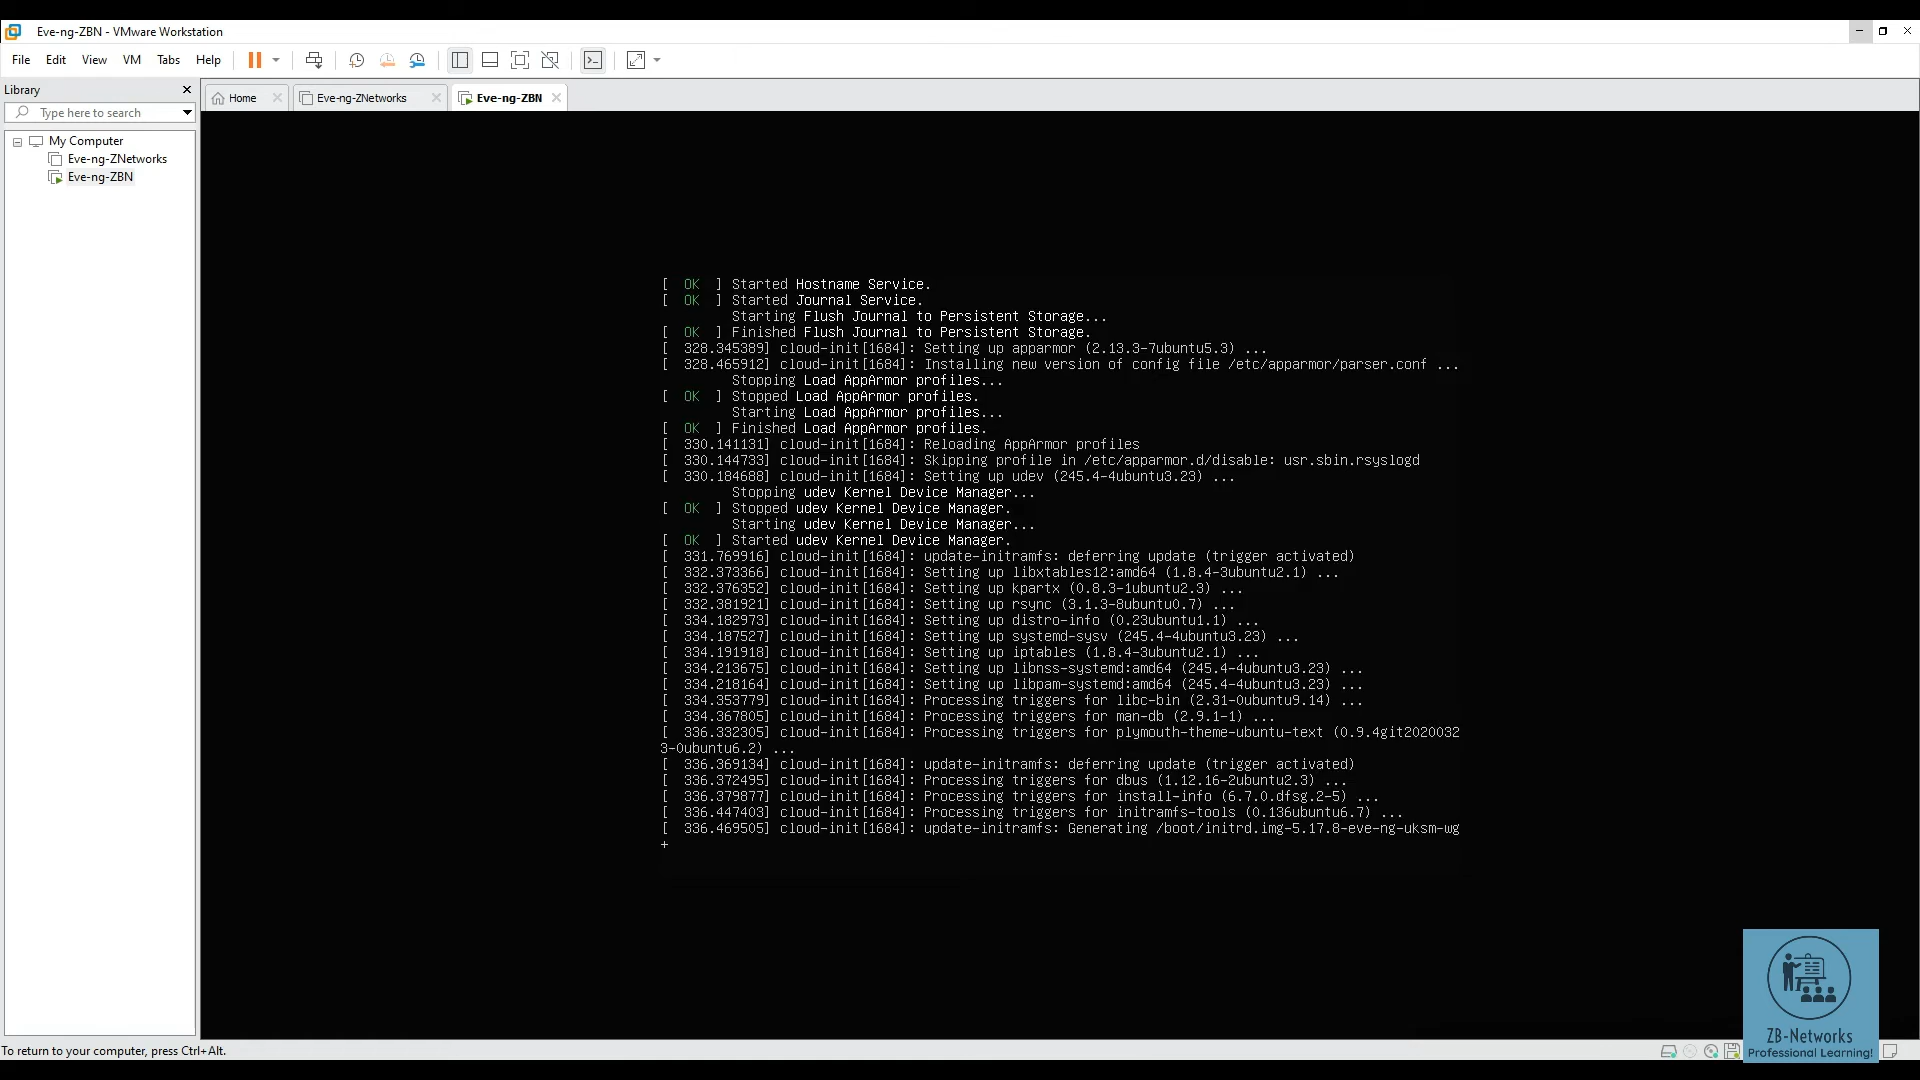 Eve-ng-ZBN - VMware Workstation
File Edit View VM Tabs Help
Library
Type here to search
My Computer
Eve-ng-ZNetworks
Eve-ng-ZBN
Home
Eve-ng-ZNetworks
Eve-ng-ZBN
[  OK  ] Started Hostname Service.
[  OK  ] Started Journal Service.
Starting Flush Journal to Persistent Storage...
[  OK  ] Finished Flush Journal to Persistent Storage.
[  328.345389] cloud-init[1684]: Setting up apparmor (2.13.3-7ubuntu5.3) ...
[  328.465912] cloud-init[1684]: Installing new version of config file /etc/apparmor/parser.conf ...
Stopping Load AppArmor profiles...
[  OK  ] Stopped Load AppArmor profiles.
Starting Load AppArmor profiles...
[  OK  ] Finished Load AppArmor profiles.
[  330.141131] cloud-init[1684]: Reloading AppArmor profiles
[  330.144733] cloud-init[1684]: Skipping profile in /etc/apparmor.d/disable: usr.sbin.rsyslogd
[  330.184688] cloud-init[1684]: Setting up udev (245.4-4ubuntu3.23) ...
Stopping udev Kernel Device Manager...
[  OK  ] Stopped udev Kernel Device Manager.
Starting udev Kernel Device Manager...
[  OK  ] Started udev Kernel Device Manager.
[  331.769916] cloud-init[1684]: update-initramfs: deferring update (trigger activated)
[  332.373366] cloud-init[1684]: Setting up libxtables12:amd64 (1.8.4-3ubuntu2.1) ...
[  332.376352] cloud-init[1684]: Setting up kpartx (0.8.3-1ubuntu2.3) ...
[  332.381921] cloud-init[1684]: Setting up rsync (3.1.3-8ubuntu0.7) ...
[  334.182973] cloud-init[1684]: Setting up distro-info (0.23ubuntu1.1) ...
[  334.187527] cloud-init[1684]: Setting up systemd-sysv (245.4-4ubuntu3.23) ...
[  334.191918] cloud-init[1684]: Setting up iptables (1.8.4-3ubuntu2.1) ...
[  334.213675] cloud-init[1684]: Setting up libnss-systemd:amd64 (245.4-4ubuntu3.23) ...
[  334.218164] cloud-init[1684]: Setting up libpam-systemd:amd64 (245.4-4ubuntu3.23) ...
[  334.353779] cloud-init[1684]: Processing triggers for libc-bin (2.31-0ubuntu9.14) ...
[  334.367805] cloud-init[1684]: Processing triggers for man-db (2.9.1-1) ...
[  336.332305] cloud-init[1684]: Processing triggers for plymouth-theme-ubuntu-text (0.9.4git2020032
3-0ubuntu6.2) ...
[  336.369134] cloud-init[1684]: update-initramfs: deferring update (trigger activated)
[  336.372495] cloud-init[1684]: Processing triggers for dbus (1.12.16-2ubuntu2.3) ...
[  336.379877] cloud-init[1684]: Processing triggers for install-info (6.7.0.dfsg.2-5) ...
[  336.447403] cloud-init[1684]: Processing triggers for initramfs-tools (0.136ubuntu6.7) ...
[  336.469505] cloud-init[1684]: update-initramfs: Generating /boot/initrd.img-5.17.8-eve-ng-uksm-wg
+
ZB-Networks
Professional Learning!
To return to your computer, press Ctrl+Alt.